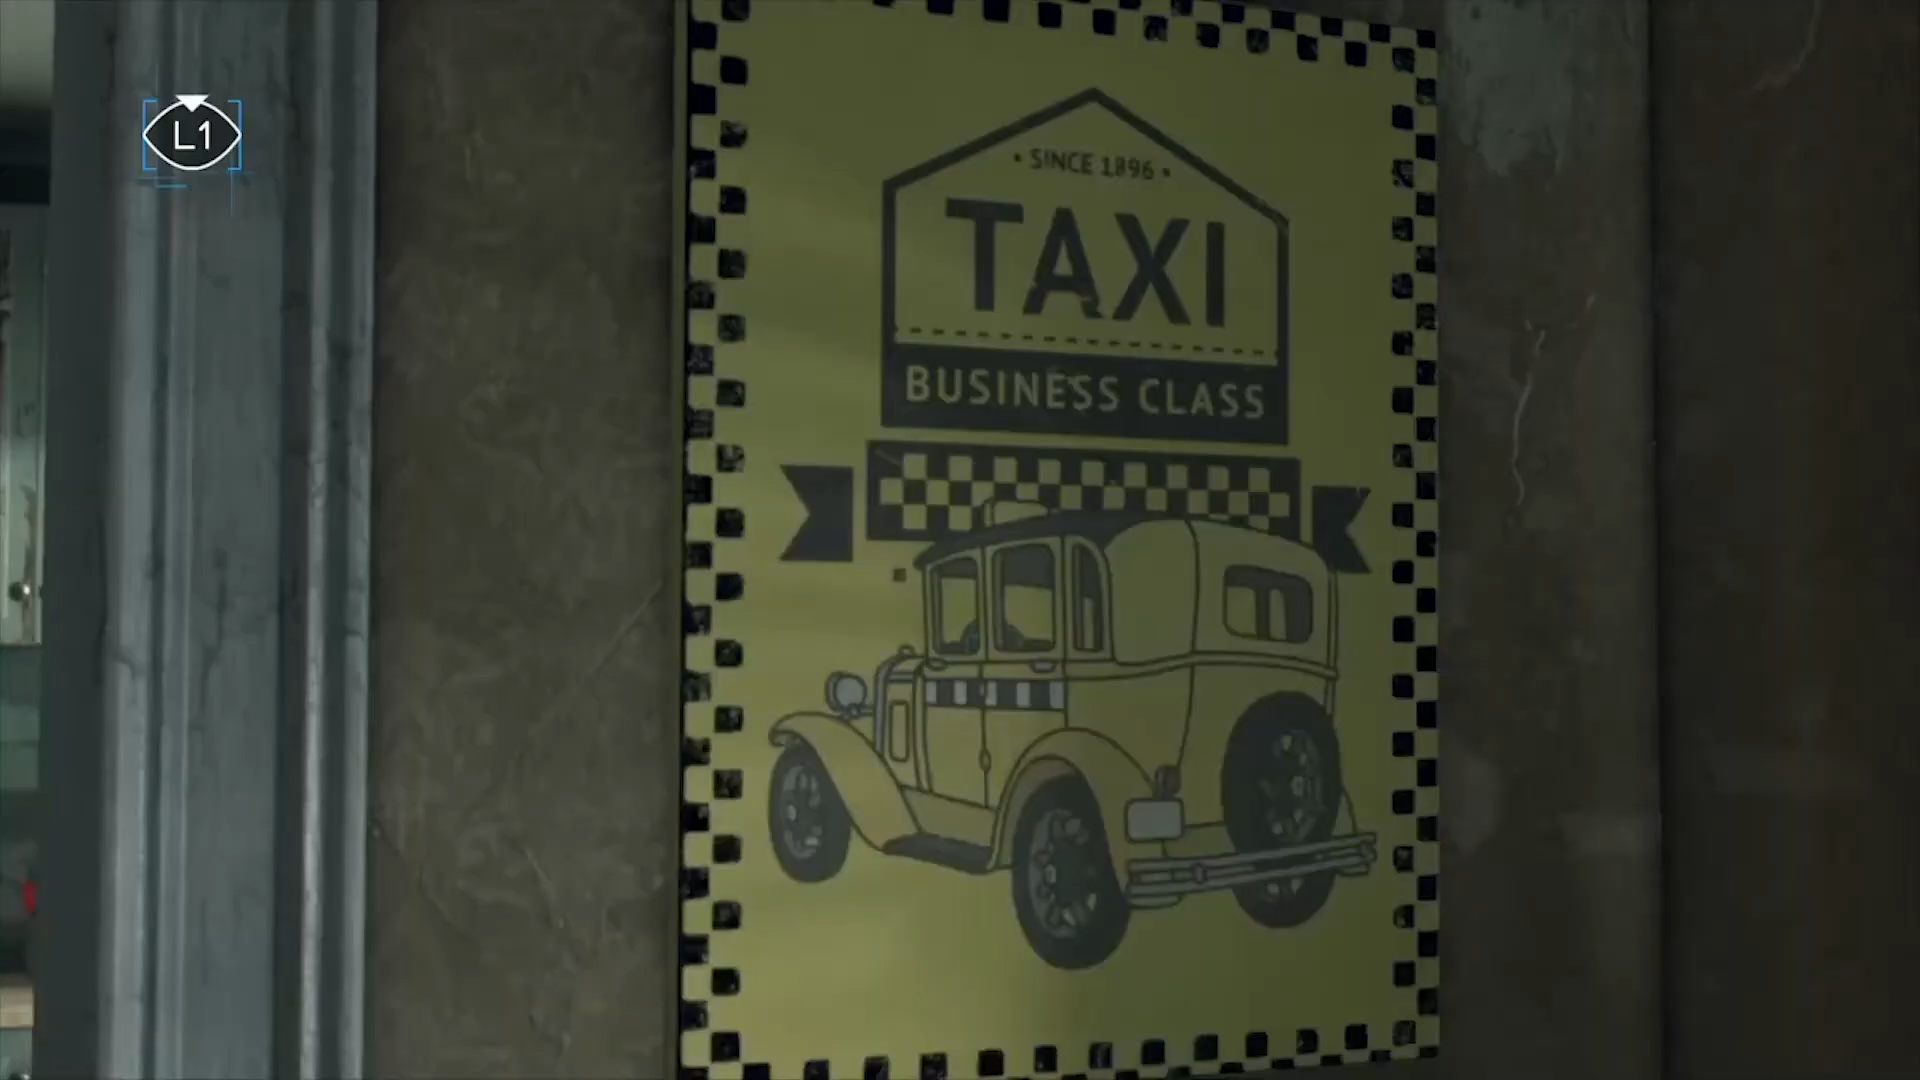 L1
• SINCE 1896 •
TAXI
BUSINESS CLASS